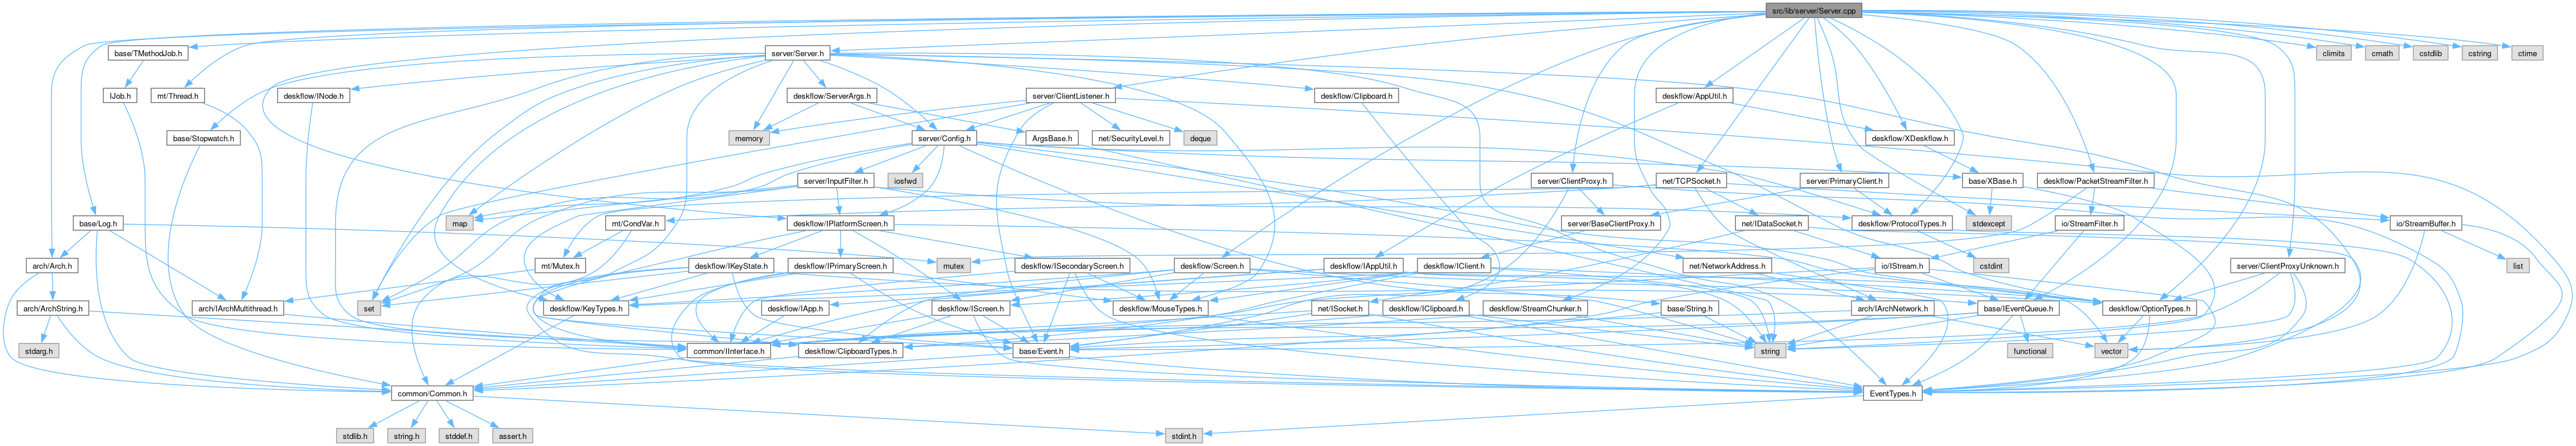 src/lib/server/Server.cpp
base/TMethodJob.h
server/Server.h
climits
cmath
cstdlib
cstring
ctime
IJob.h
mt/Thread.h
deskflow/INode.h
deskflow/ServerArgs.h
server/ClientListener.h
deskflow/Clipboard.h
deskflow/AppUtil.h
base/Stopwatch.h
memory
server/Config.h
ArgsBase.h
net/SecurityLevel.h
deque
deskflow/XDeskflow.h
iosfwd
server/InputFilter.h
server/ClientProxy.h
net/TCPSocket.h
server/PrimaryClient.h
base/XBase.h
deskflow/PacketStreamFilter.h
base/Log.h
map
mt/CondVar.h
deskflow/IPlatformScreen.h
server/BaseClientProxy.h
net/IDataSocket.h
deskflow/ProtocolTypes.h
stdexcept
io/StreamFilter.h
io/StreamBuffer.h
arch/Arch.h
mt/Mutex.h
deskflow/IKeyState.h
deskflow/IPrimaryScreen.h
mutex
deskflow/ISecondaryScreen.h
deskflow/Screen.h
deskflow/IAppUtil.h
deskflow/IClient.h
net/NetworkAddress.h
io/IStream.h
cstdint
server/ClientProxyUnknown.h
list
arch/ArchString.h
arch/IArchMultithread.h
set
deskflow/KeyTypes.h
deskflow/IApp.h
deskflow/IScreen.h
deskflow/MouseTypes.h
net/ISocket.h
deskflow/IClipboard.h
deskflow/StreamChunker.h
base/String.h
arch/IArchNetwork.h
base/IEventQueue.h
deskflow/OptionTypes.h
stdarg.h
common/IInterface.h
deskflow/ClipboardTypes.h
base/Event.h
string
functional
vector
common/Common.h
EventTypes.h
stdlib.h
string.h
stddef.h
assert.h
stdint.h